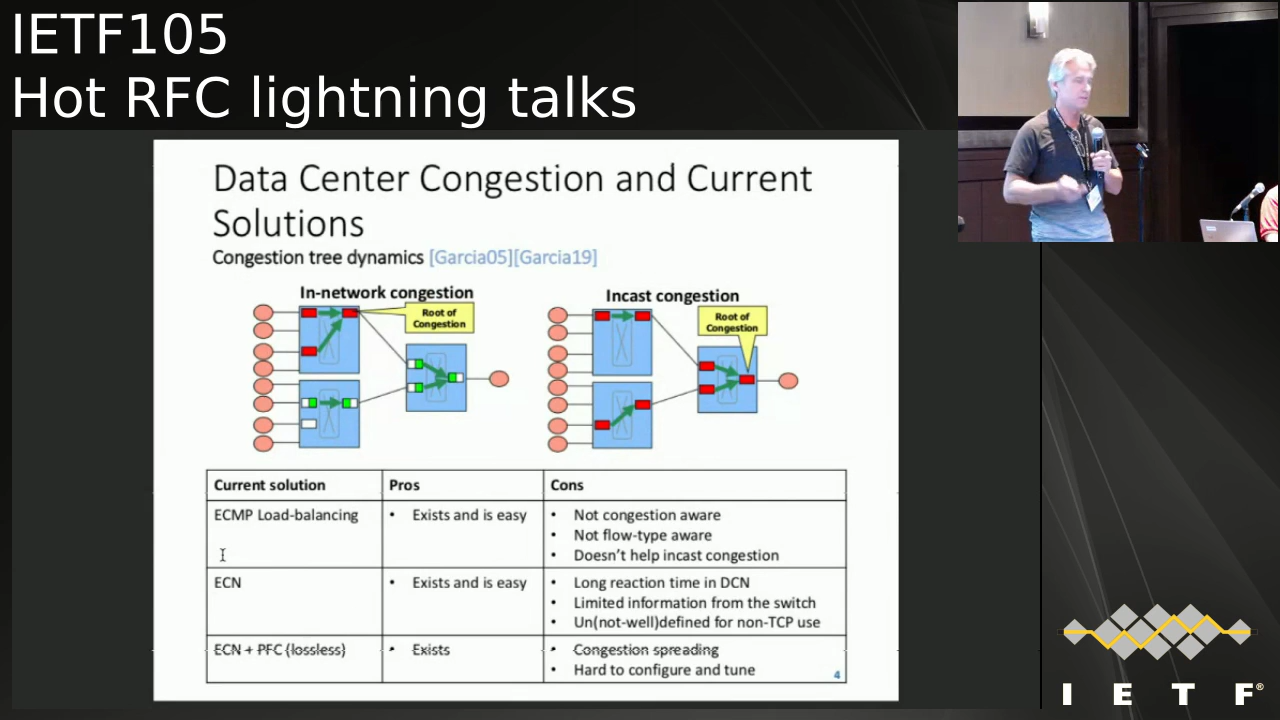 IETF105
Hot RFC lightning talks
Data Center Congestion and Current
Solutions
Congestion tree dynamics [Garcia05][Garcia19]
In-network congestion
Root of
Congestion
Incast congestion
Root of
Congestion
Current solution Pros Cons
ECMP Load-balancing • Exists and is easy • Not congestion aware
• Not flow-type aware
• Doesn't help incast congestion
ECN • Exists and is easy • Long reaction time in DCN
• Limited information from the switch
• Un(not-well)defined for non-TCP use
ECN + PFC (lossless) • Exists • Congestion spreading
• Hard to configure and tune
4
I E T F®